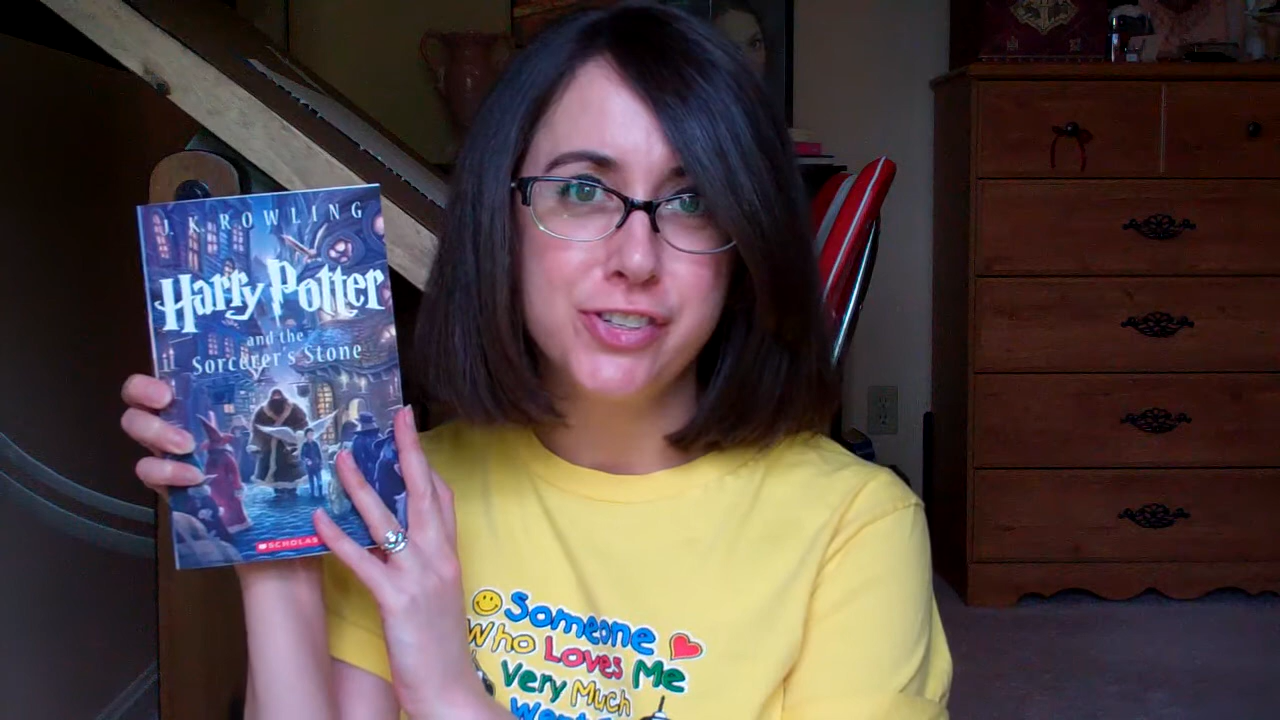 J. K. ROWLING
Harry Potter
and the
Sorcerer's Stone
SCHOLAS
Someone
Who Loves Me
Very Much